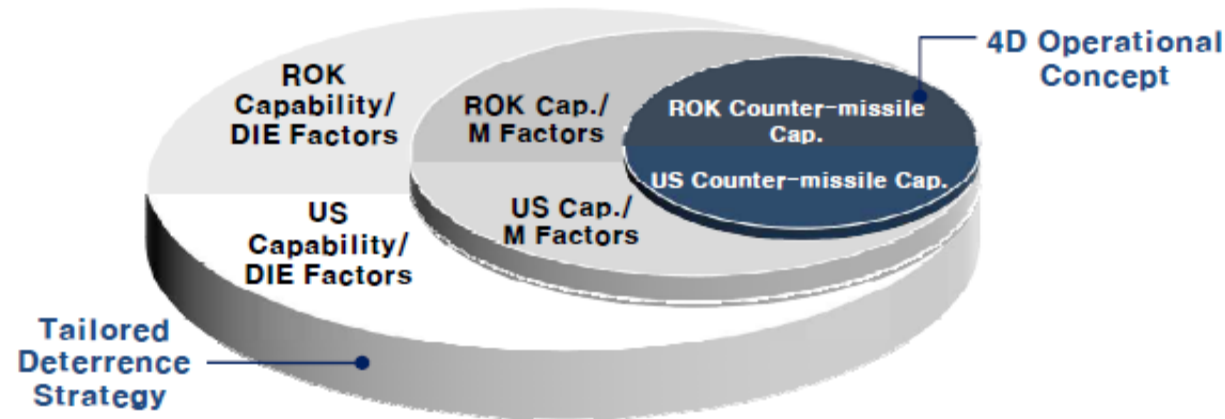 4D Operational
Concept
ROK
Capability/
DIE Factors
ROK Cap./
M Factors
ROK Counter-missile
Cap.
US Counter-missile Cap.
US
Capability/
DIE Factors
US Cap./
M Factors
Tailored
Deterrence
Strategy